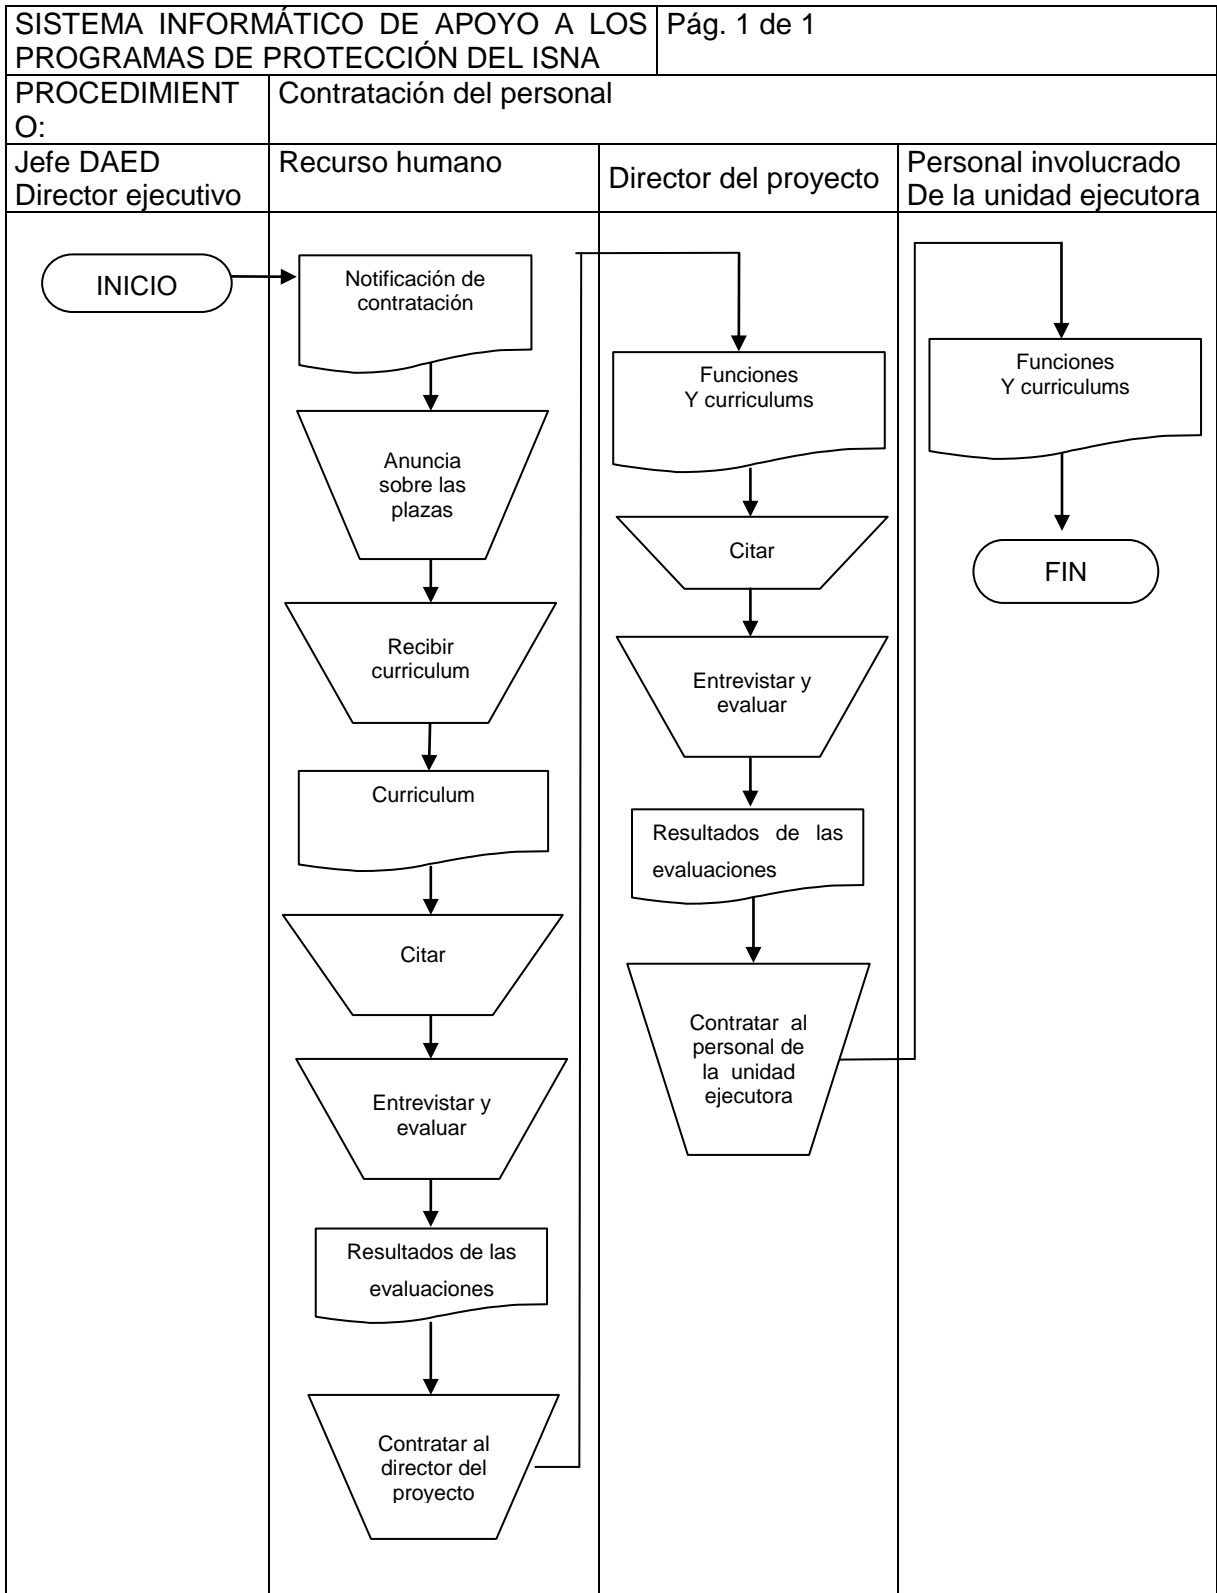 SISTEMA INFORMÁTICO DE APOYO A LOS
PROGRAMAS DE PROTECCIÓN DEL ISNA
Pág. 1 de 1
PROCEDIMIENT
O:
Contratación del personal
Jefe DAED
Director ejecutivo
Recurso humano
Director del proyecto
Personal involucrado
De la unidad ejecutora
INICIO
Notificación de
contratación
Anuncia
sobre las
plazas
Recibir
curriculum
Curriculum
Citar
Entrevistar y
evaluar
Resultados de las
evaluaciones
Contratar al
director del
proyecto
Funciones
Y curriculums
Citar
Entrevistar y
evaluar
Resultados de las
evaluaciones
Contratar al
personal de
la unidad
ejecutora
Funciones
Y curriculums
FIN